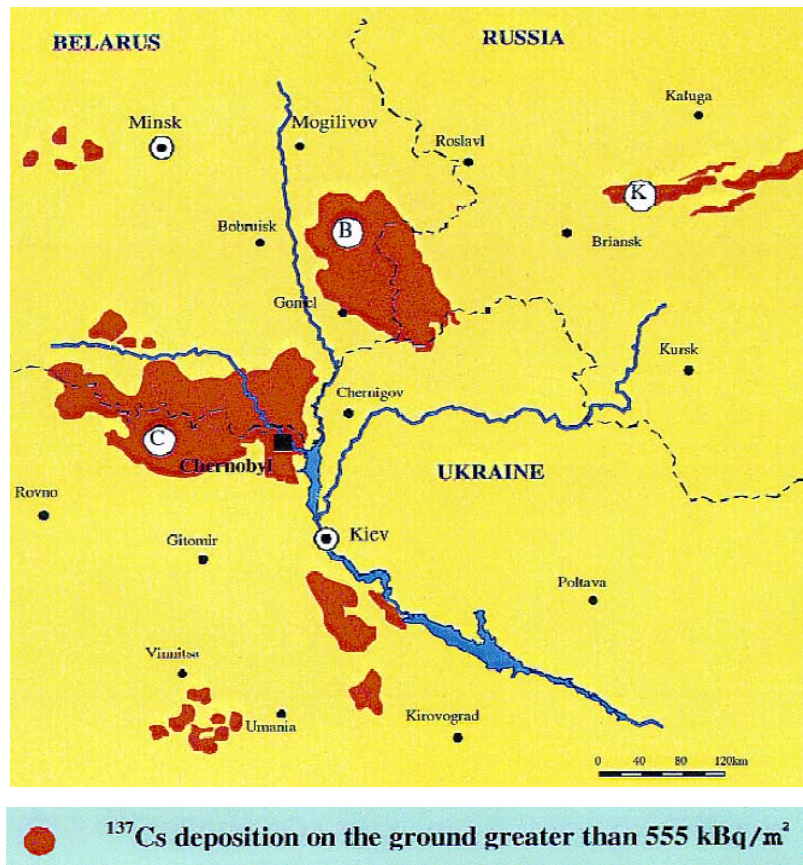 BELARUS
RUSSIA
Kaluga
Minsk
Mogilivov
Roslavl
K
Bobruisk
B
Briansk
Gomel
Kursk
Chernigov
C
Chernobyl
UKRAINE
Rovno
Gitomir
Kiev
Poltava
Vinnitsa
Umania
Kirovograd
0 40 80 120km
¹³⁷Cs deposition on the ground greater than 555 kBq/m²